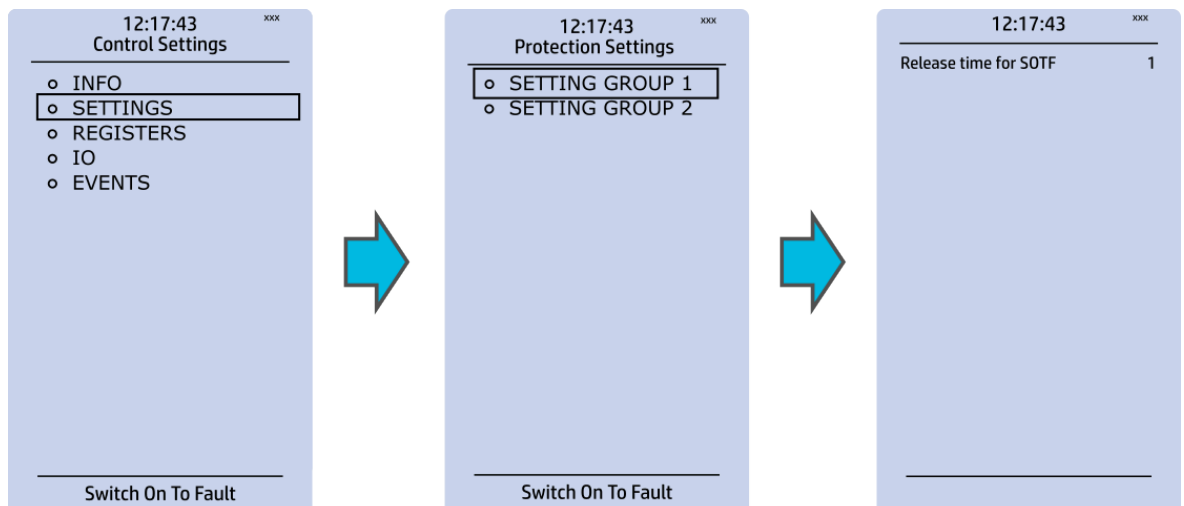 12:17:43 xxx
Control Settings
INFO
SETTINGS
REGISTERS
IO
EVENTS
Switch On To Fault
12:17:43 xxx
Protection Settings
SETTING GROUP 1
SETTING GROUP 2
Switch On To Fault
12:17:43 xxx
Release time for SOTF 1